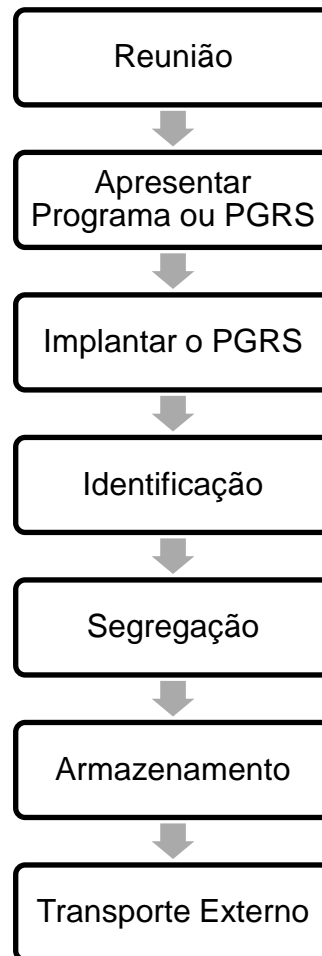 Reunião
Apresentar
Programa ou PGRS
Implantar o PGRS
Identificação
Segregação
Armazenamento
Transporte Externo